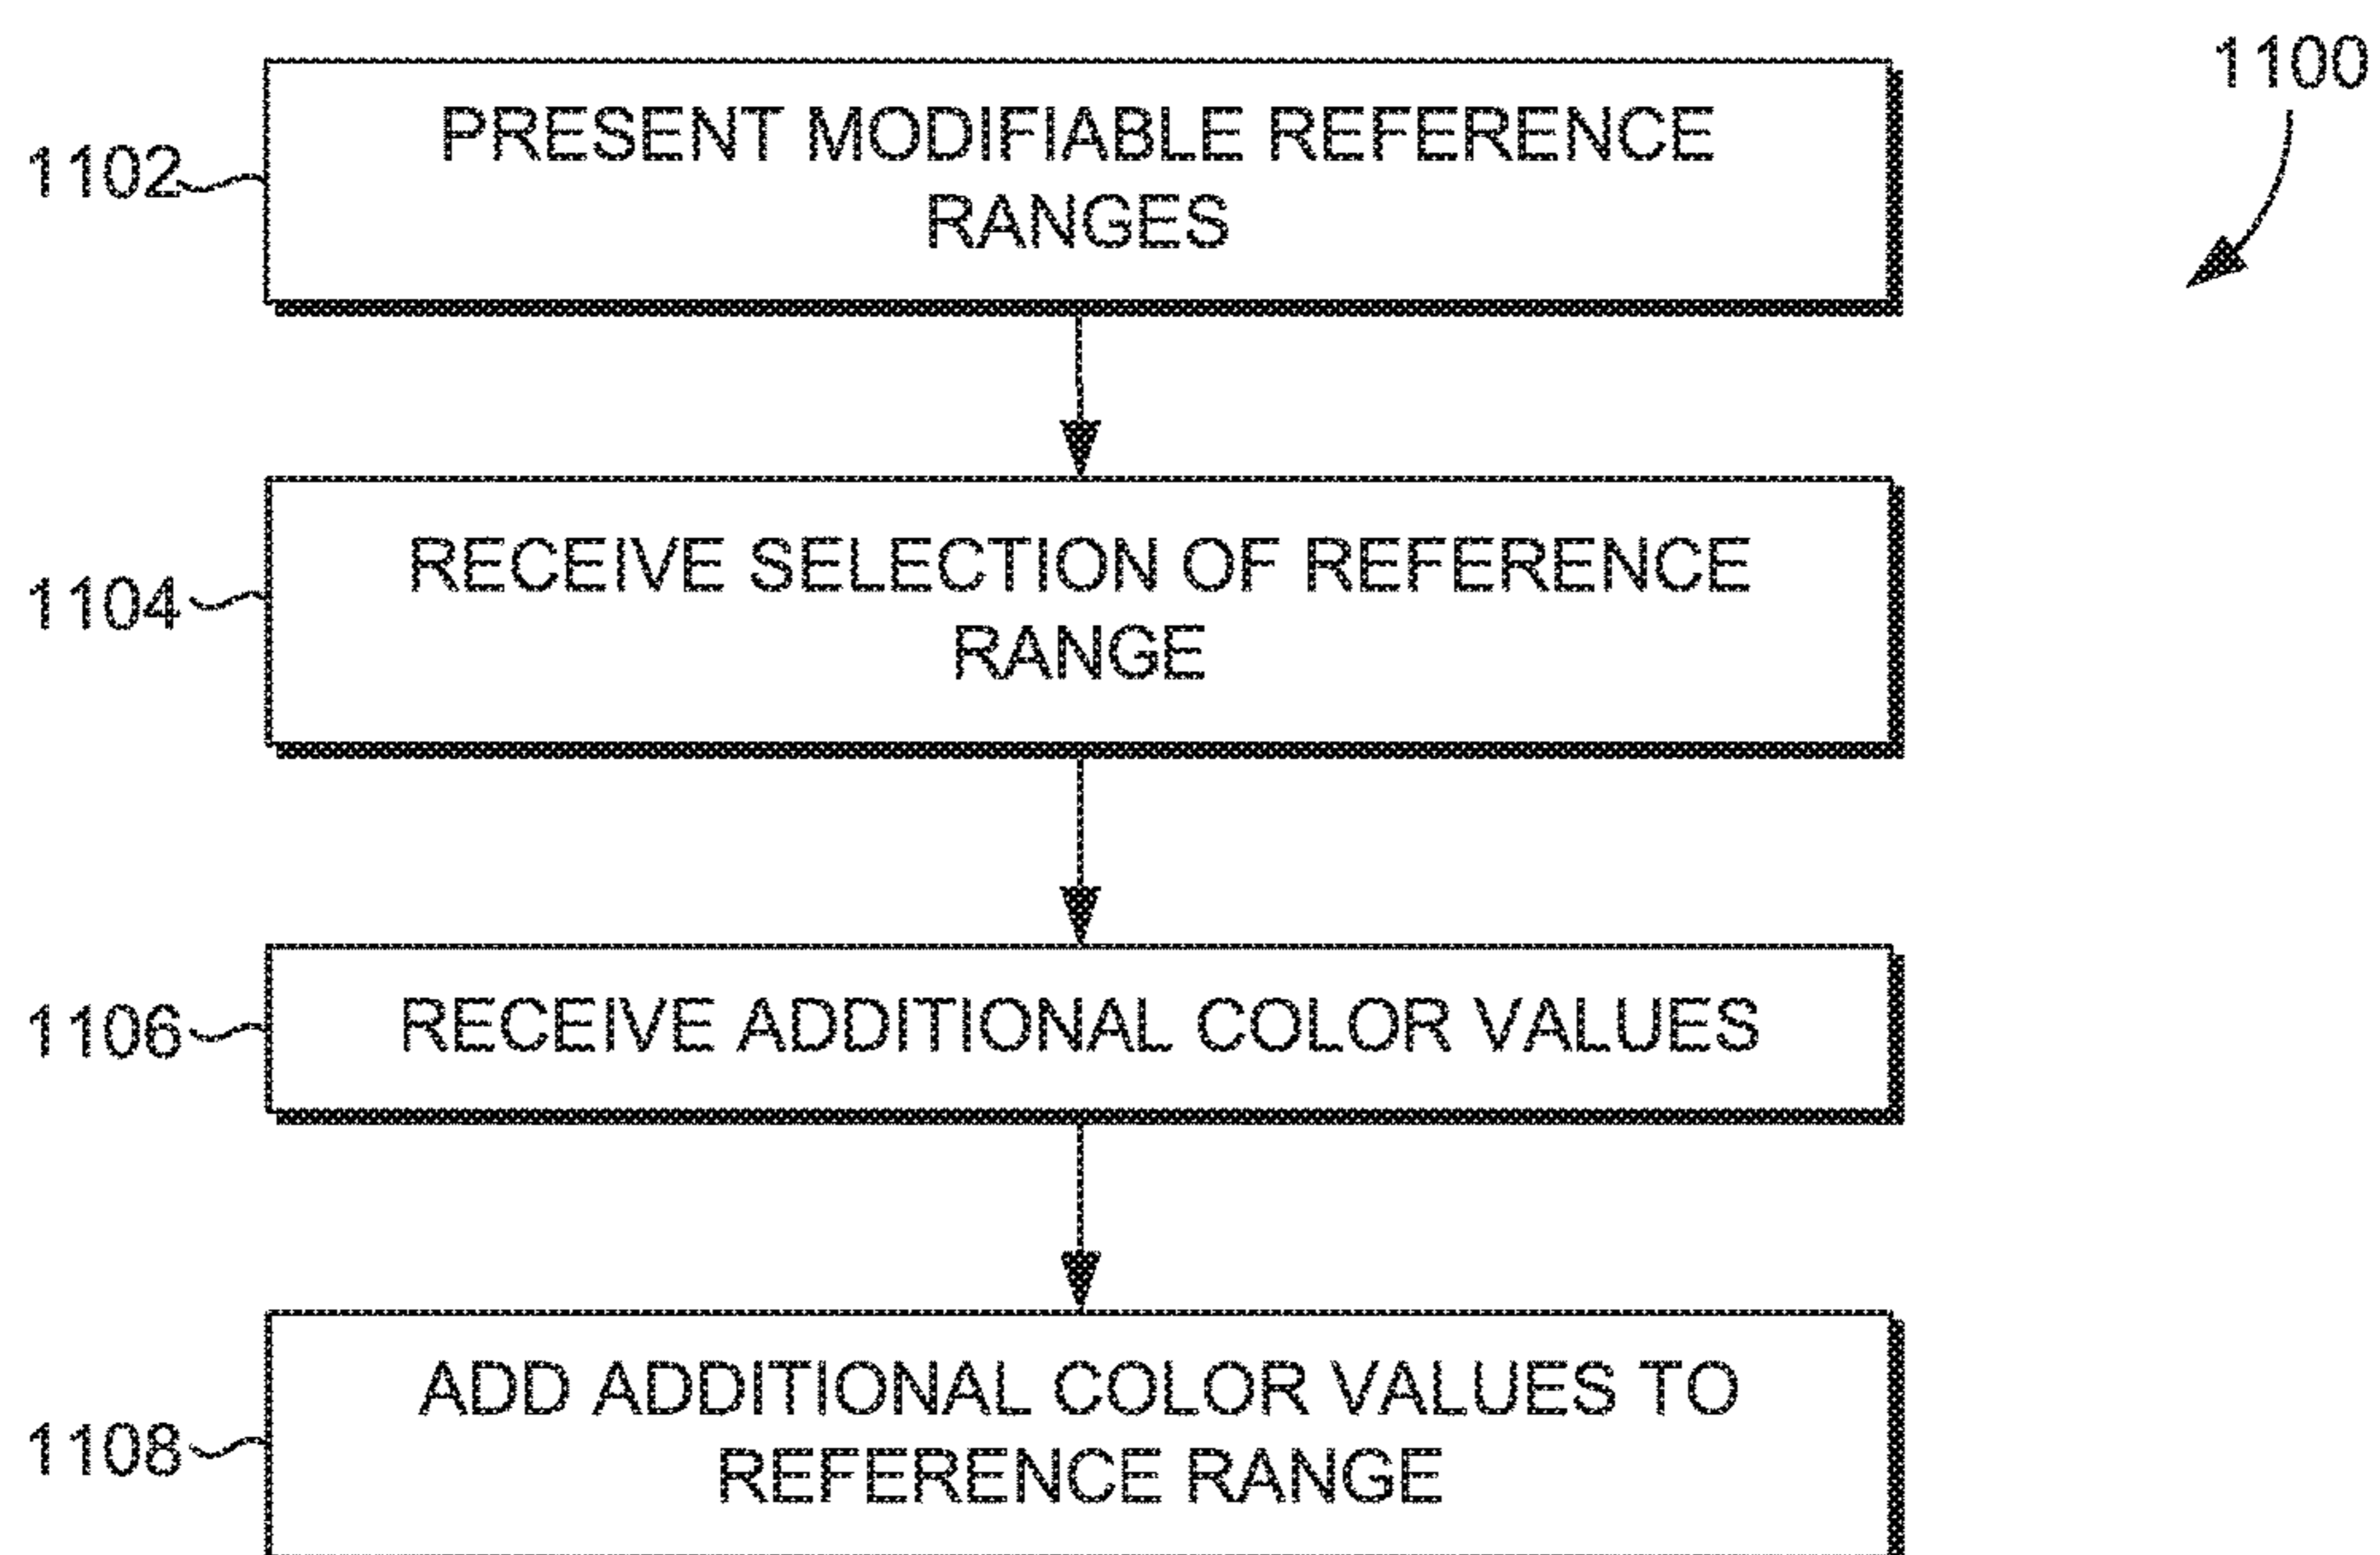 1100
1102
PRESENT MODIFIABLE REFERENCE
RANGES
1104
RECEIVE SELECTION OF REFERENCE
RANGE
1106
RECEIVE ADDITIONAL COLOR VALUES
1108
ADD ADDITIONAL COLOR VALUES TO
REFERENCE RANGE